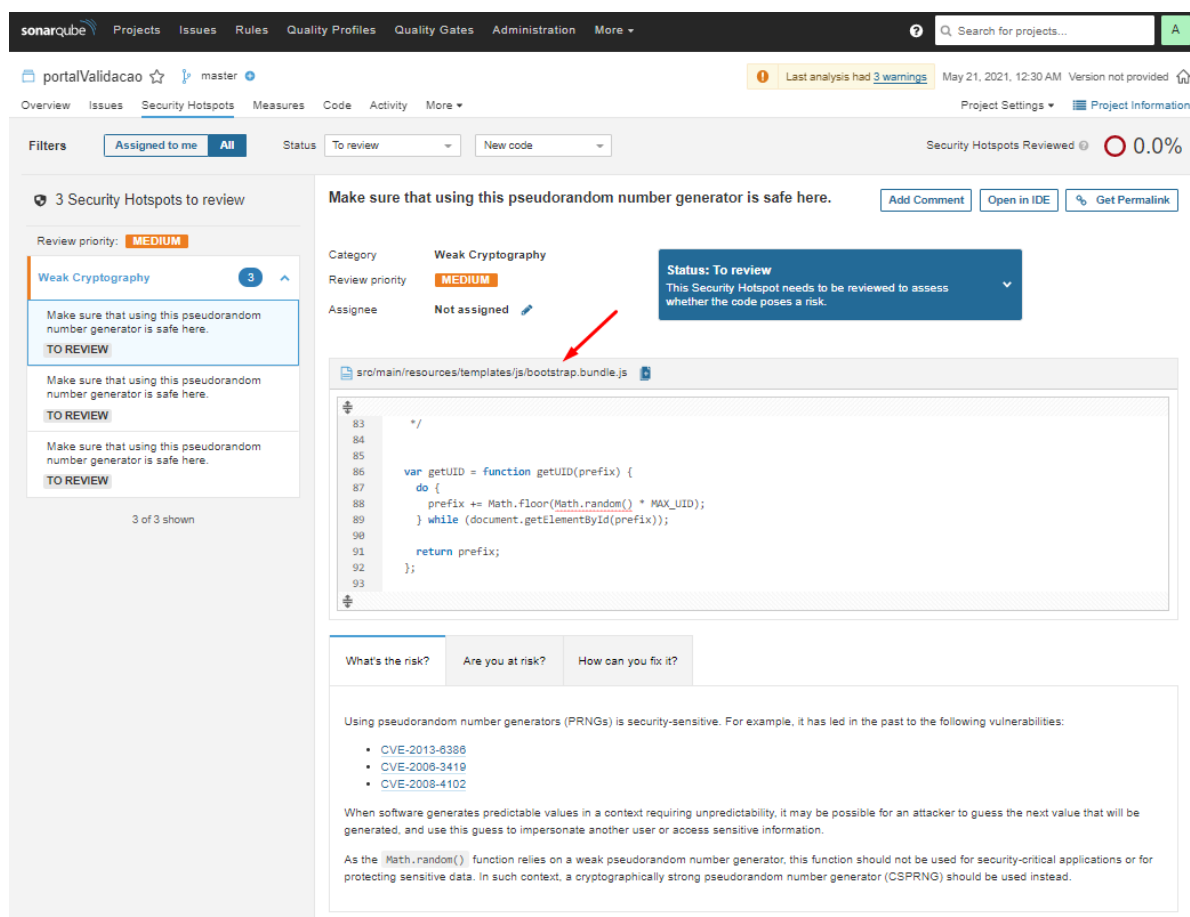 sonarqube Projects Issues Rules Quality Profiles Quality Gates Administration More Search for projects... A
portalValidacao master Last analysis had 3 warnings May 21, 2021, 12:30 AM Version not provided
Overview Issues Security Hotspots Measures Code Activity More Project Settings Project Information
Filters Assigned to me All Status To review New code Security Hotspots Reviewed 0.0%
3 Security Hotspots to review
Review priority: MEDIUM
Weak Cryptography 3
Make sure that using this pseudorandom
number generator is safe here.
TO REVIEW
Make sure that using this pseudorandom
number generator is safe here.
TO REVIEW
Make sure that using this pseudorandom
number generator is safe here.
TO REVIEW
3 of 3 shown
Make sure that using this pseudorandom number generator is safe here. Add Comment Open in IDE Get Permalink
Category Weak Cryptography
Review priority MEDIUM
Assignee Not assigned
Status: To review
This Security Hotspot needs to be reviewed to assess
whether the code poses a risk.
src/main/resources/templates/js/bootstrap.bundle.js
83 */
84
85
86 var getUID = function getUID(prefix) {
87 do {
88 prefix += Math.floor(Math.random() * MAX_UID);
89 } while (document.getElementById(prefix));
90
91 return prefix;
92 };
93
What's the risk? Are you at risk? How can you fix it?
Using pseudorandom number generators (PRNGs) is security-sensitive. For example, it has led in the past to the following vulnerabilities:
• CVE-2013-6386
• CVE-2006-3419
• CVE-2008-4102
When software generates predictable values in a context requiring unpredictability, it may be possible for an attacker to guess the next value that will be
generated, and use this guess to impersonate another user or access sensitive information.
As the Math.random() function relies on a weak pseudorandom number generator, this function should not be used for security-critical applications or for
protecting sensitive data. In such context, a cryptographically strong pseudorandom number generator (CSPRNG) should be used instead.